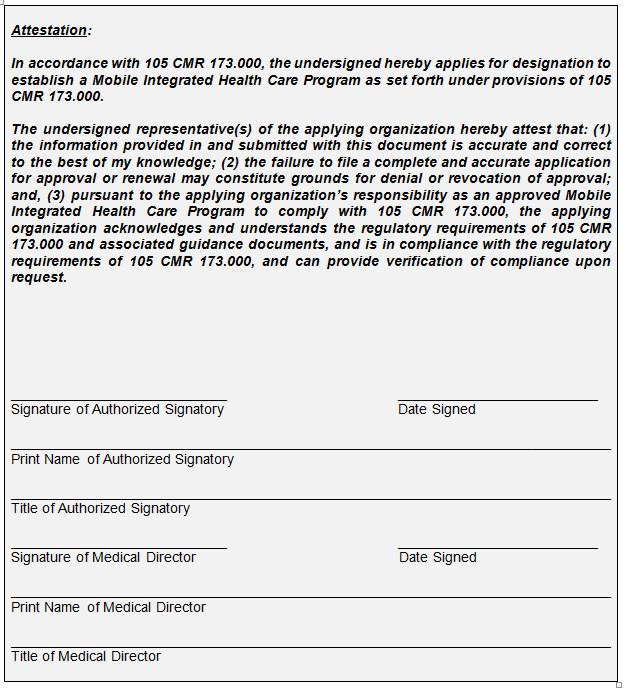 Attestation:
In accordance with 105 CMR 173.000, the undersigned hereby applies for designation to
establish a Mobile Integrated Health Care Program as set forth under provisions of 105
CMR 173.000.
The undersigned representative(s) of the applying organization hereby attest that: (1)
the information provided in and submitted with this document is accurate and correct
to the best of my knowledge; (2) the failure to file a complete and accurate application
for approval or renewal may constitute grounds for denial or revocation of approval;
and, (3) pursuant to the applying organization's responsibility as an approved Mobile
Integrated Health Care Program to comply with 105 CMR 173.000, the applying
organization acknowledges and understands the regulatory requirements of 105 CMR
173.000 and associated guidance documents, and is in compliance with the regulatory
requirements of 105 CMR 173.000, and can provide verification of compliance upon
request.
Signature of Authorized Signatory Date Signed
Print Name of Authorized Signatory
Title of Authorized Signatory
Signature of Medical Director Date Signed
Print Name of Medical Director
Title of Medical Director